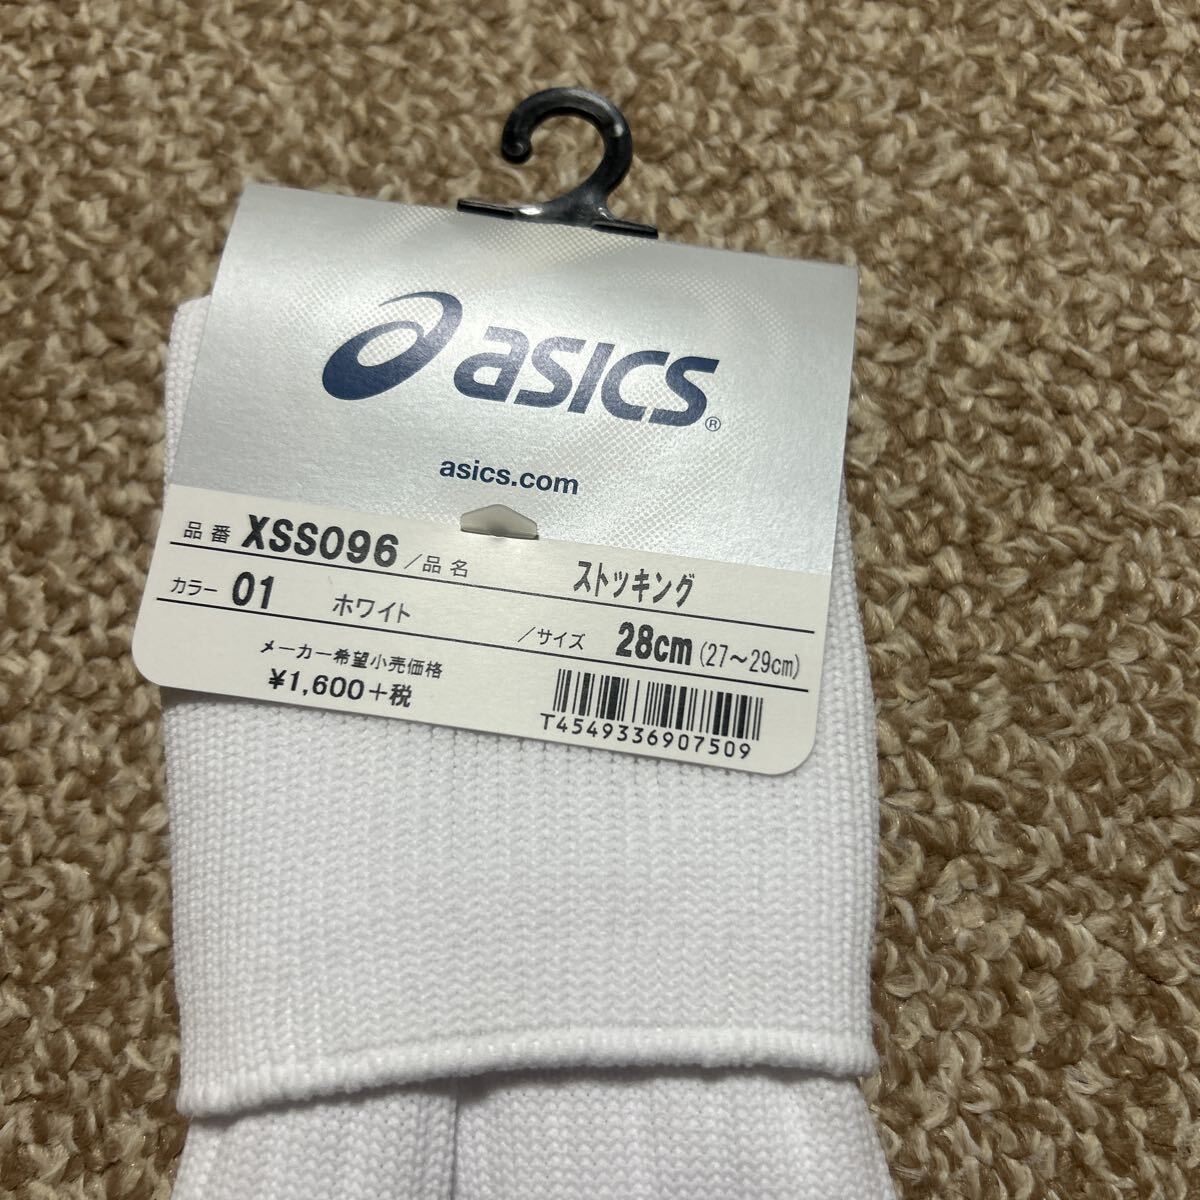 asics®
asics.com
品番 XSS096 /品名 ストッキング
カラー 01 ホワイト /サイズ 28cm (27〜29cm)
メーカー希望小売価格
¥1,600+税
T4549336907509